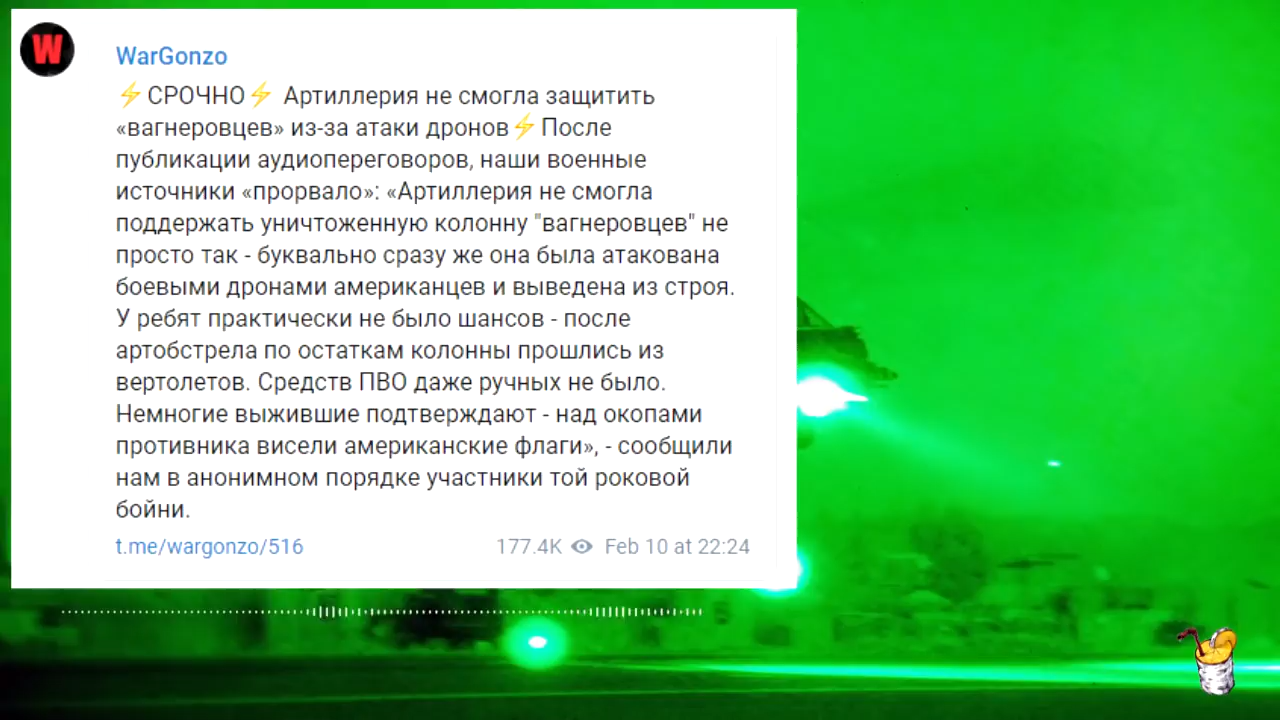 W
WarGonzo
⚡СРОЧНО⚡ Артиллерия не смогла защитить
«вагнеровцев» из-за атаки дронов⚡После
публикации аудиопереговоров, наши военные
источники «прорвало»: «Артиллерия не смогла
поддержать уничтоженную колонну "вагнеровцев" не
просто так - буквально сразу же она была атакована
боевыми дронами американцев и выведена из строя.
У ребят практически не было шансов - после
артобстрела по остаткам колонны прошлись из
вертолетов. Средств ПВО даже ручных не было.
Немногие выжившие подтверждают - над окопами
противника висели американские флаги», - сообщили
нам в анонимном порядке участники той роковой
бойни.
t.me/wargonzo/516 177.4K Feb 10 at 22:24